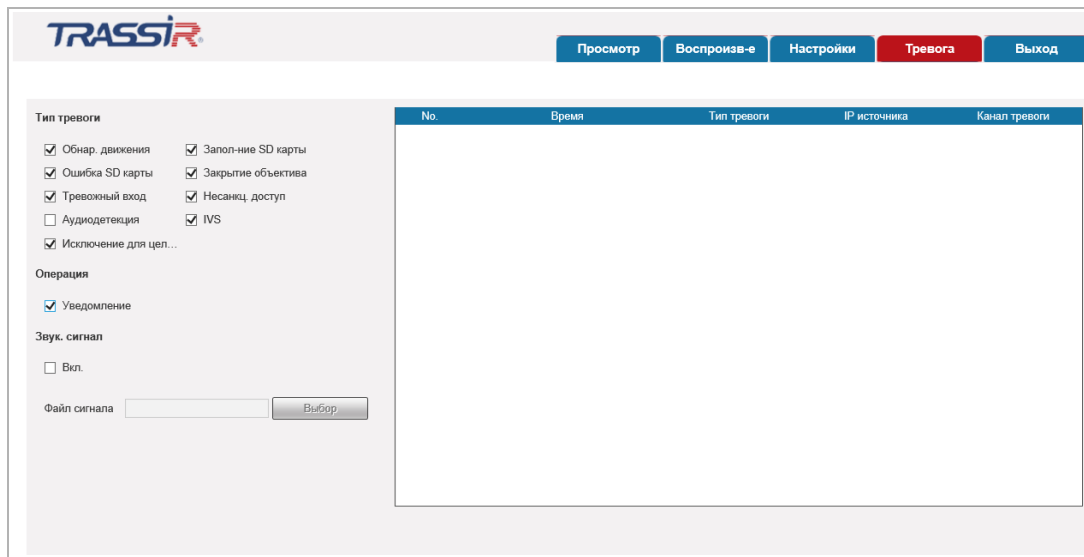 TRASSIR
Просмотр Воспроизв-е Настройки Тревога Выход
Тип тревоги
Обнар. движения Запол-ние SD карты
Ошибка SD карты Закрытие объектива
Тревожный вход Несанкц. доступ
Аудиодетекция IVS
Исключение для цел...
Операция
Уведомление
Звук. сигнал
Вкл.
Файл сигнала Выбор
No. Время Тип тревоги IP источника Канал тревоги